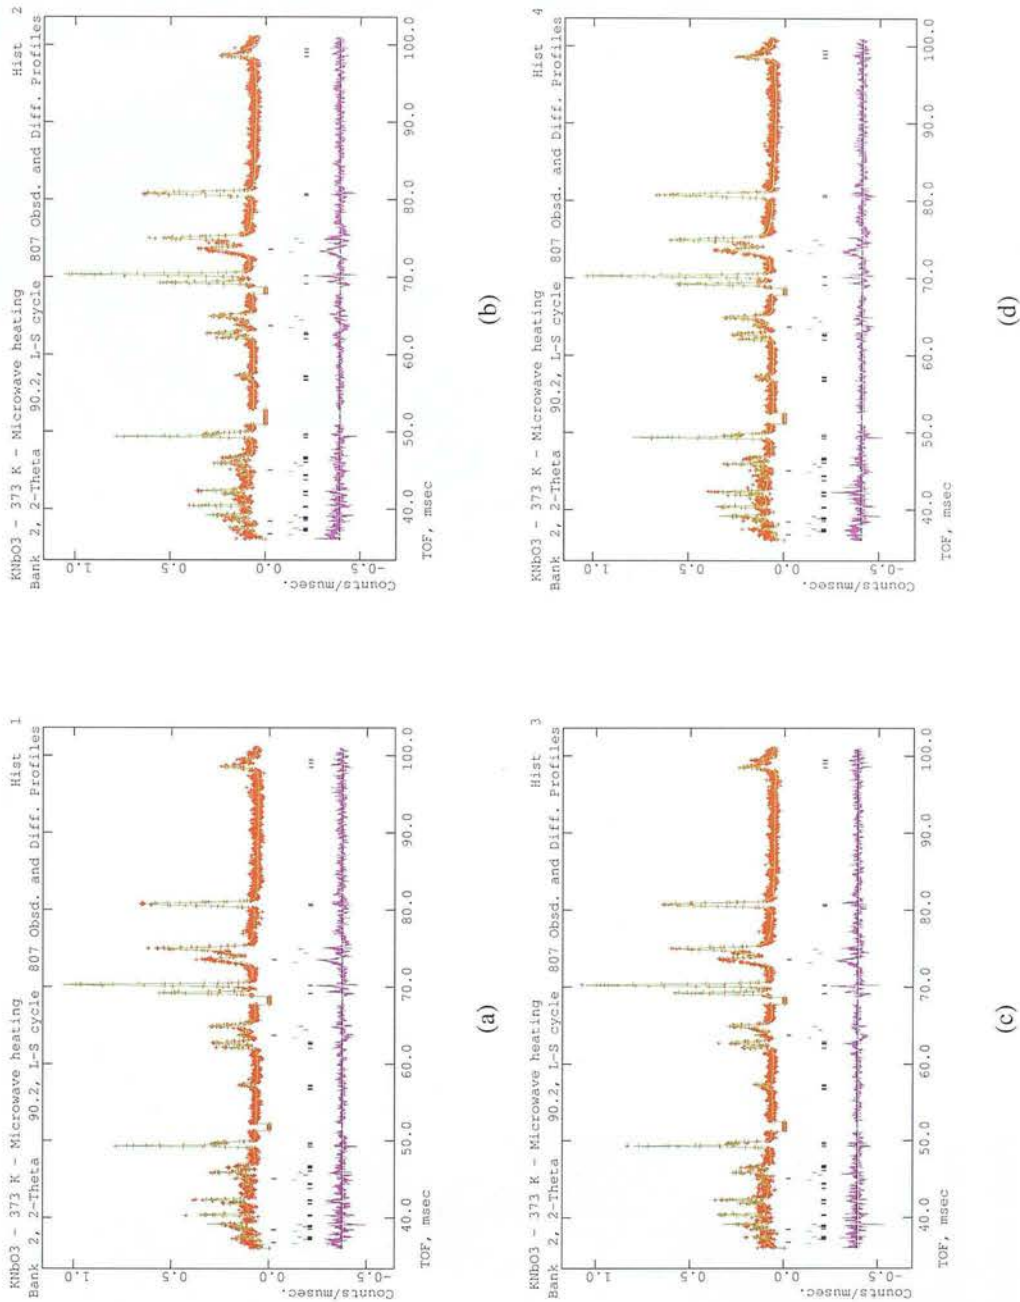 KNbO3 - 373 K - Microwave heating Hist 1
Bank 2, 2-Theta 90.2, L-S cycle 807 Obsd. and Diff. Profiles
Counts/musec.
-0.5 0.0 0.5 1.0
40.0 50.0 60.0 70.0 80.0 90.0 100.0
TOF, msec
(a)
KNbO3 - 373 K - Microwave heating Hist 2
Bank 2, 2-Theta 90.2, L-S cycle 807 Obsd. and Diff. Profiles
Counts/musec.
-0.5 0.0 0.5 1.0
40.0 50.0 60.0 70.0 80.0 90.0 100.0
TOF, msec
(b)
KNbO3 - 373 K - Microwave heating Hist 3
Bank 2, 2-Theta 90.2, L-S cycle 807 Obsd. and Diff. Profiles
Counts/musec.
-0.5 0.0 0.5 1.0
40.0 50.0 60.0 70.0 80.0 90.0 100.0
TOF, msec
(c)
KNbO3 - 373 K - Microwave heating Hist 4
Bank 2, 2-Theta 90.2, L-S cycle 807 Obsd. and Diff. Profiles
Counts/musec.
-0.5 0.0 0.5 1.0
40.0 50.0 60.0 70.0 80.0 90.0 100.0
TOF, msec
(d)